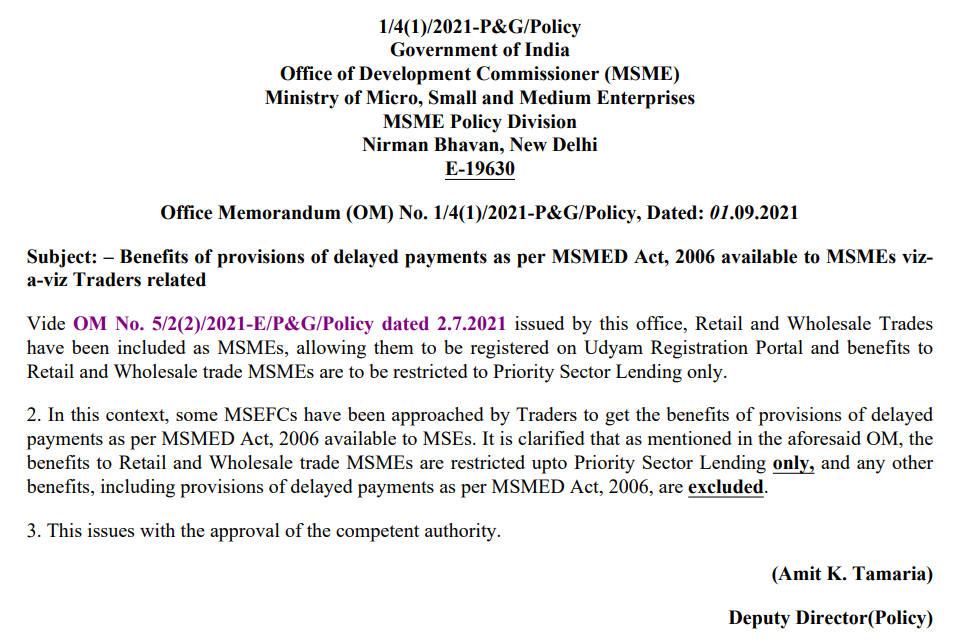 1/4(1)/2021-P&G/Policy
Government of India
Office of Development Commissioner (MSME)
Ministry of Micro, Small and Medium Enterprises
MSME Policy Division
Nirman Bhavan, New Delhi
E-19630
Office Memorandum (OM) No. 1/4(1)/2021-P&G/Policy, Dated: 01.09.2021
Subject: – Benefits of provisions of delayed payments as per MSMED Act, 2006 available to MSMEs viz-
a-viz Traders related
Vide OM No. 5/2(2)/2021-E/P&G/Policy dated 2.7.2021 issued by this office, Retail and Wholesale Trades
have been included as MSMEs, allowing them to be registered on Udyam Registration Portal and benefits to
Retail and Wholesale trade MSMEs are to be restricted to Priority Sector Lending only.
2. In this context, some MSEFCs have been approached by Traders to get the benefits of provisions of delayed
payments as per MSMED Act, 2006 available to MSEs. It is clarified that as mentioned in the aforesaid OM, the
benefits to Retail and Wholesale trade MSMEs are restricted upto Priority Sector Lending only, and any other
benefits, including provisions of delayed payments as per MSMED Act, 2006, are excluded.
3. This issues with the approval of the competent authority.
(Amit K. Tamaria)
Deputy Director(Policy)